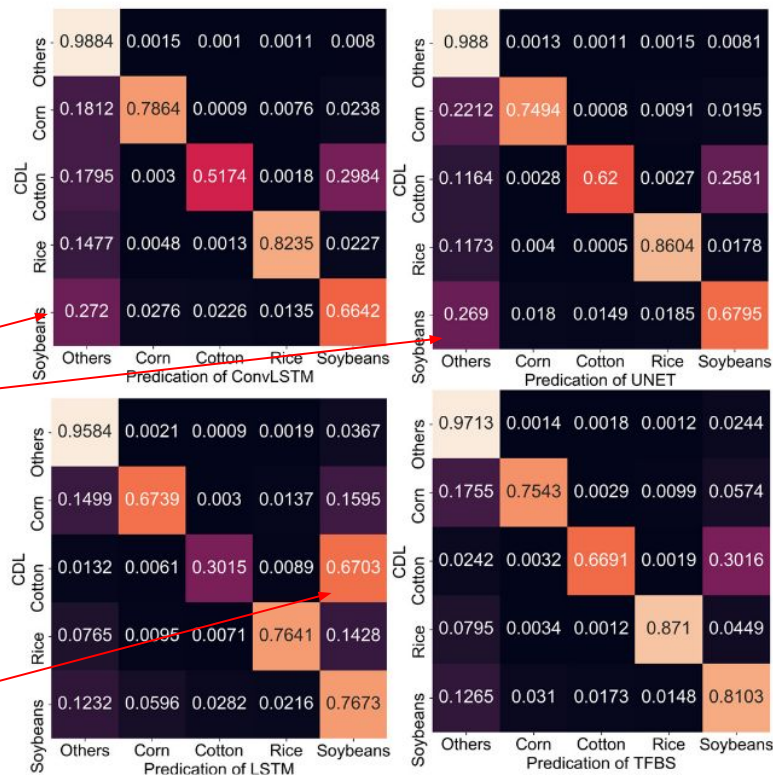 Others 0.9884 0.0015 0.001 0.0011 0.008
Corn 0.1812 0.7864 0.0009 0.0076 0.0238
CDL
Cotton 0.1795 0.003 0.5174 0.0018 0.2984
Rice 0.1477 0.0048 0.0013 0.8235 0.0227
Soybeans 0.272 0.0276 0.0226 0.0135 0.6642
Others Corn Cotton Rice Soybeans
Predication of ConvLSTM
Others 0.988 0.0013 0.0011 0.0015 0.0081
Corn 0.2212 0.7494 0.0008 0.0091 0.0195
CDL
Cotton 0.1164 0.0028 0.62 0.0027 0.2581
Rice 0.1173 0.004 0.0005 0.8604 0.0178
Soybeans 0.269 0.018 0.0149 0.0185 0.6795
Others Corn Cotton Rice Soybeans
Predication of UNET
Others 0.9584 0.0021 0.0009 0.0019 0.0367
Corn 0.1499 0.6739 0.003 0.0137 0.1595
CDL
Cotton 0.0132 0.0061 0.3015 0.0089 0.6703
Rice 0.0765 0.0095 0.0071 0.7641 0.1428
Soybeans 0.1232 0.0596 0.0282 0.0216 0.7673
Others Corn Cotton Rice Soybeans
Predication of LSTM
Others 0.9713 0.0014 0.0018 0.0012 0.0244
Corn 0.1755 0.7543 0.0029 0.0099 0.0574
CDL
Cotton 0.0242 0.0032 0.6691 0.0019 0.3016
Rice 0.0795 0.0034 0.0012 0.871 0.0449
Soybeans 0.1265 0.031 0.0173 0.0148 0.8103
Others Corn Cotton Rice Soybeans
Predication of TFBS